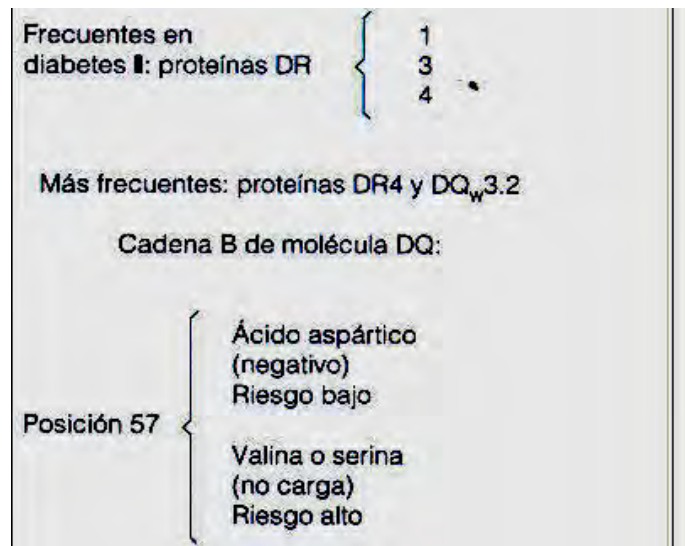 Frecuentes en
diabetes I: proteínas DR
1
3
4
Más frecuentes: proteínas DR4 y DQw3.2
Cadena B de molécula DQ:
Posición 57
Ácido aspártico
(negativo)
Riesgo bajo
Valina o serina
(no carga)
Riesgo alto